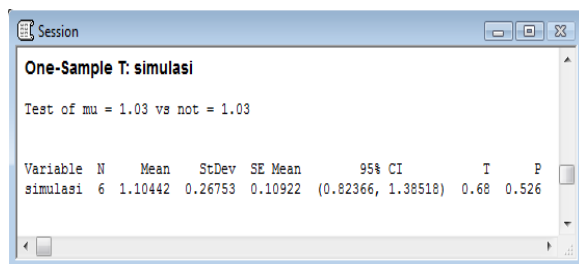 Session
One-Sample T: simulasi
Test of mu = 1.03 vs not = 1.03
Variable N Mean StDev SE Mean 95% CI T P
simulasi 6 1.10442 0.26753 0.10922 (0.82366, 1.38518) 0.68 0.526